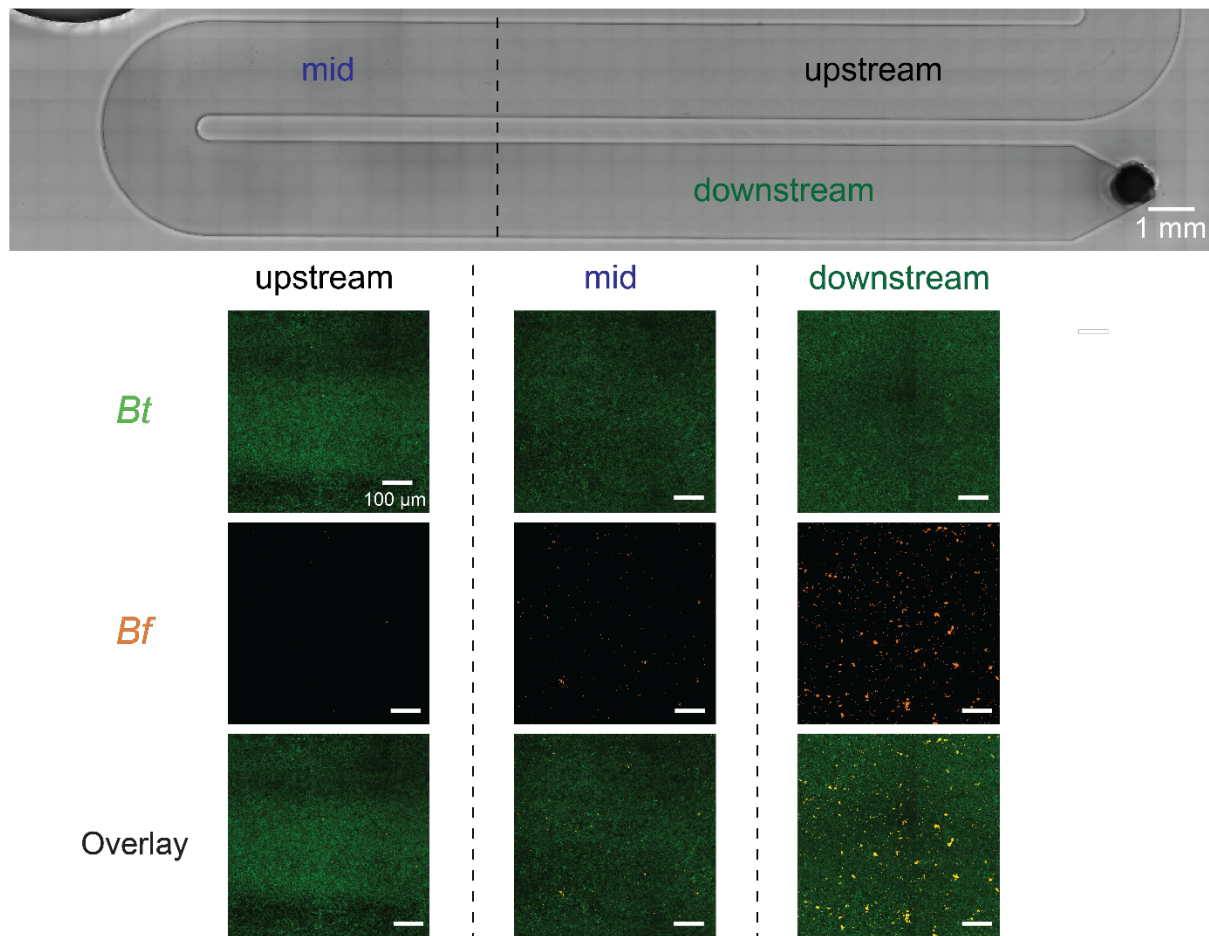 mid
upstream
downstream
1 mm
upstream
mid
downstream
Bt
100 µm
Bf
Overlay